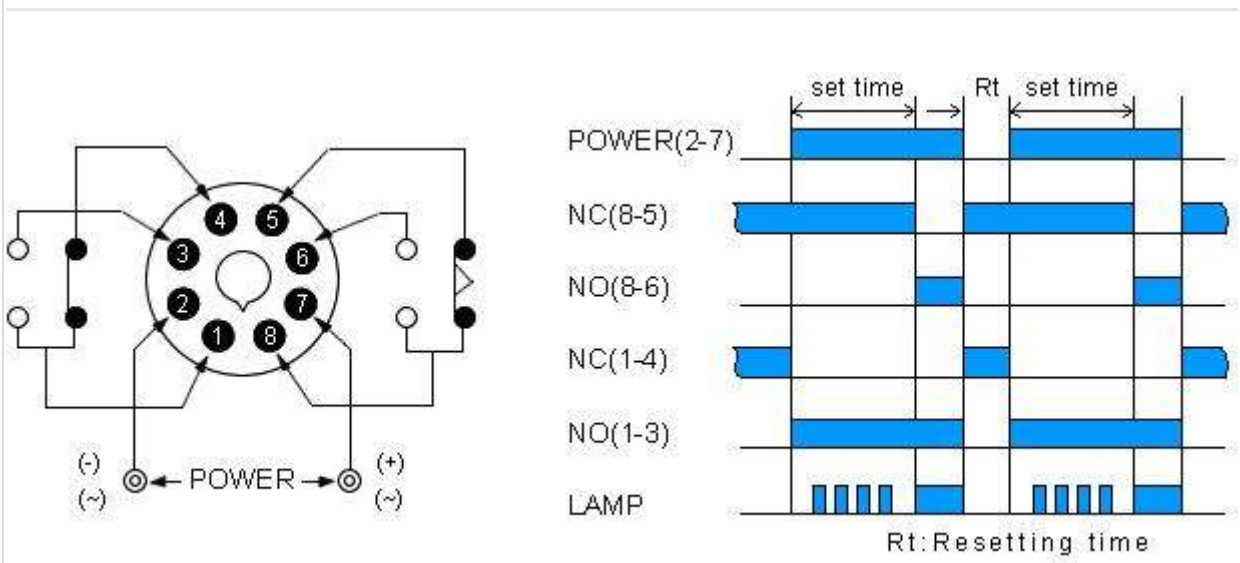 4 5
3 6
2 7
1 8
(-) (+)
POWER
(~) (~)
set time Rt set time
POWER(2-7)
NC(8-5)
NO(8-6)
NC(1-4)
NO(1-3)
LAMP
Rt:Resetting time